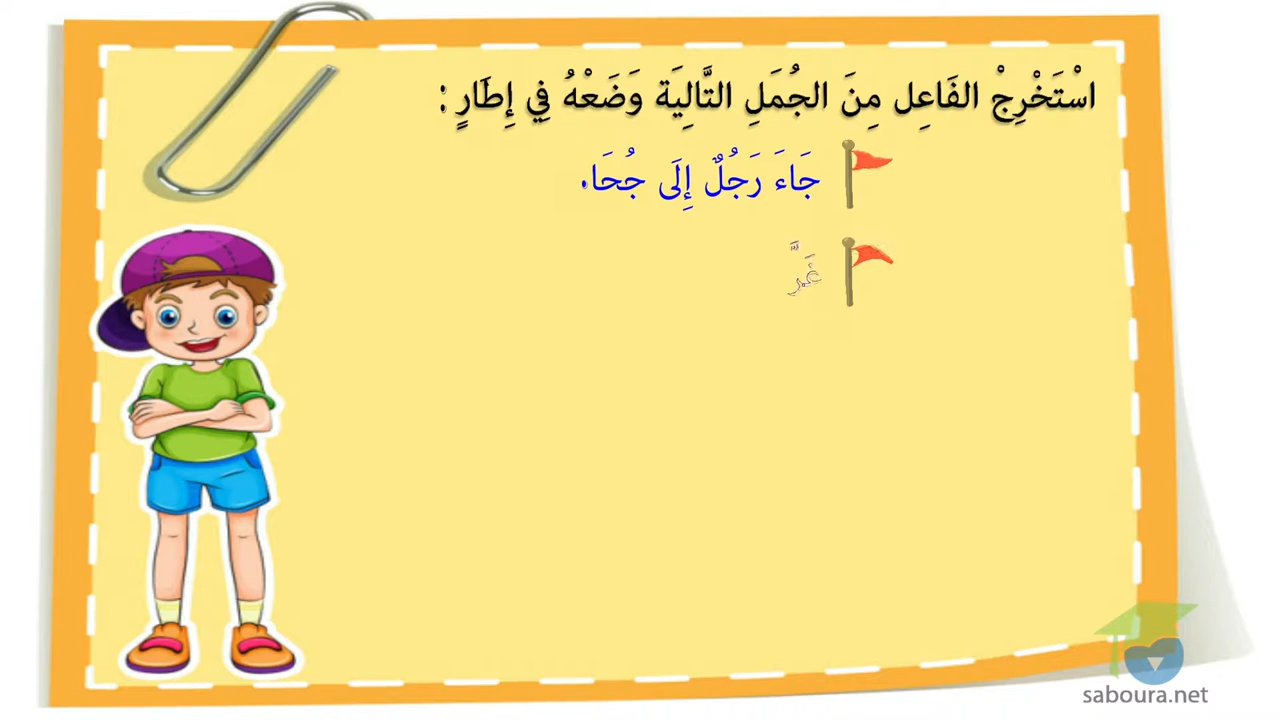 اسْتَخْرِجْ الفَاعِل مِنَ الجُمَلِ التَّالِيَة وَضَعْهُ فِي إِطَارٍ :
جَاءَ رَجُلٌ إِلَى جُحَا.
saboura.net